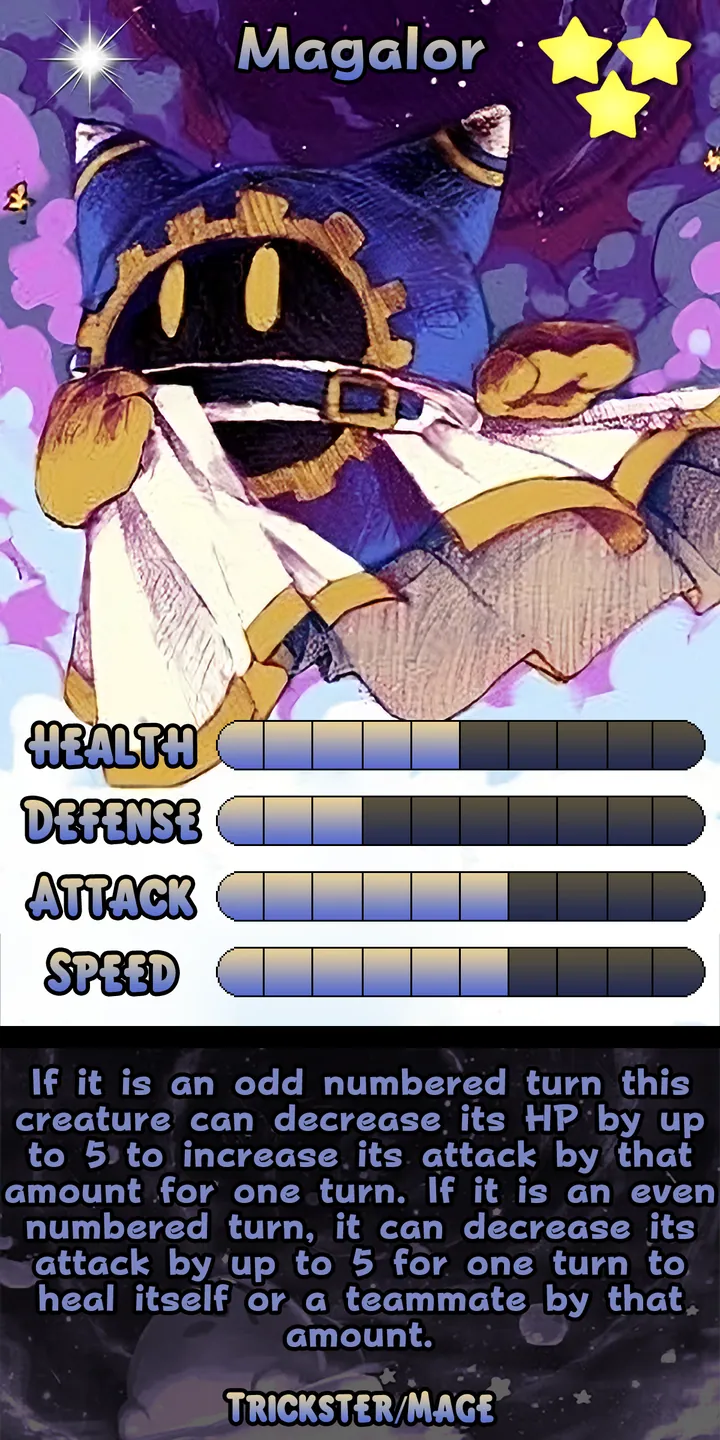 Magalor
HEALTH
DEFENSE
ATTACK
SPEED
If it is an odd numbered turn this
creature can decrease its HP by up
to 5 to increase its attack by that
amount for one turn. If it is an even
numbered turn, it can decrease its
attack by up to 5 for one turn to
heal itself or a teammate by that
amount.
TRICKSTER/MAGE